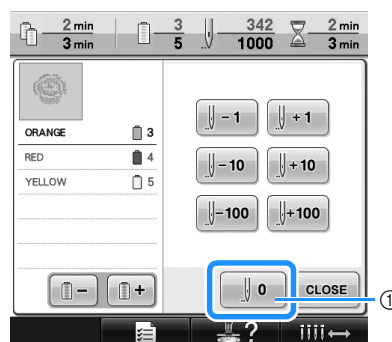 2 min 3 342 2 min
3 min 5 1000 3 min
- 1 + 1
ORANGE 3
RED 4
- 10 + 10
YELLOW 5
-100 +100
- + 0 CLOSE ①
?